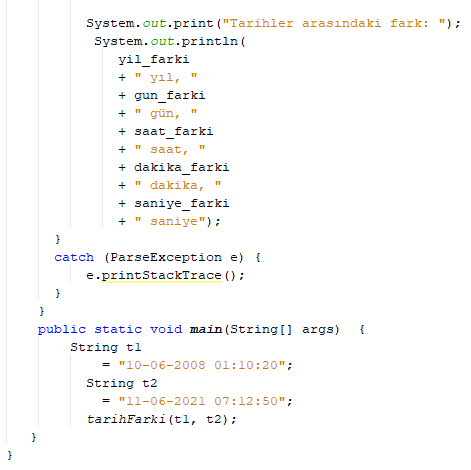 System.out.print("Tarihler arasındaki fark: ");
System.out.println(
yil_farki
+ " yıl, "
+ gun_farki
+ " gün, "
+ saat_farki
+ " saat, "
+ dakika_farki
+ " dakika, "
+ saniye_farki
+ " saniye");
}
catch (ParseException e) {
e.printStackTrace();
}
}
public static void main(String[] args)  {
String t1
= "10-06-2008 01:10:20";
String t2
= "11-06-2021 07:12:50";
tarihFarki(t1, t2);
}
}